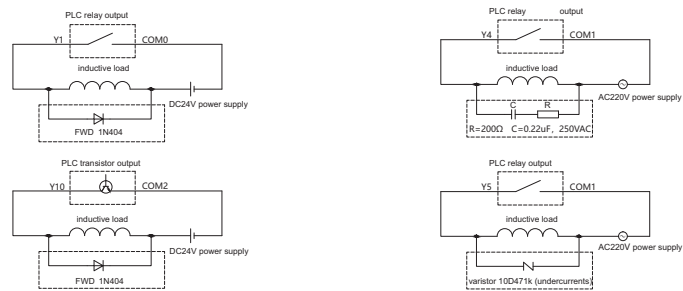 PLC relay output
Y1 COM0
inductive load
DC24V power supply
FWD 1N404
PLC relay output
Y4 COM1
inductive load
AC220V power supply
C R
R=200Ω C=0.22uF, 250VAC
PLC transistor output
Y10 COM2
inductive load
DC24V power supply
FWD 1N404
PLC relay output
Y5 COM1
inductive load
AC220V power supply
varistor 10D471k (undercurrents)